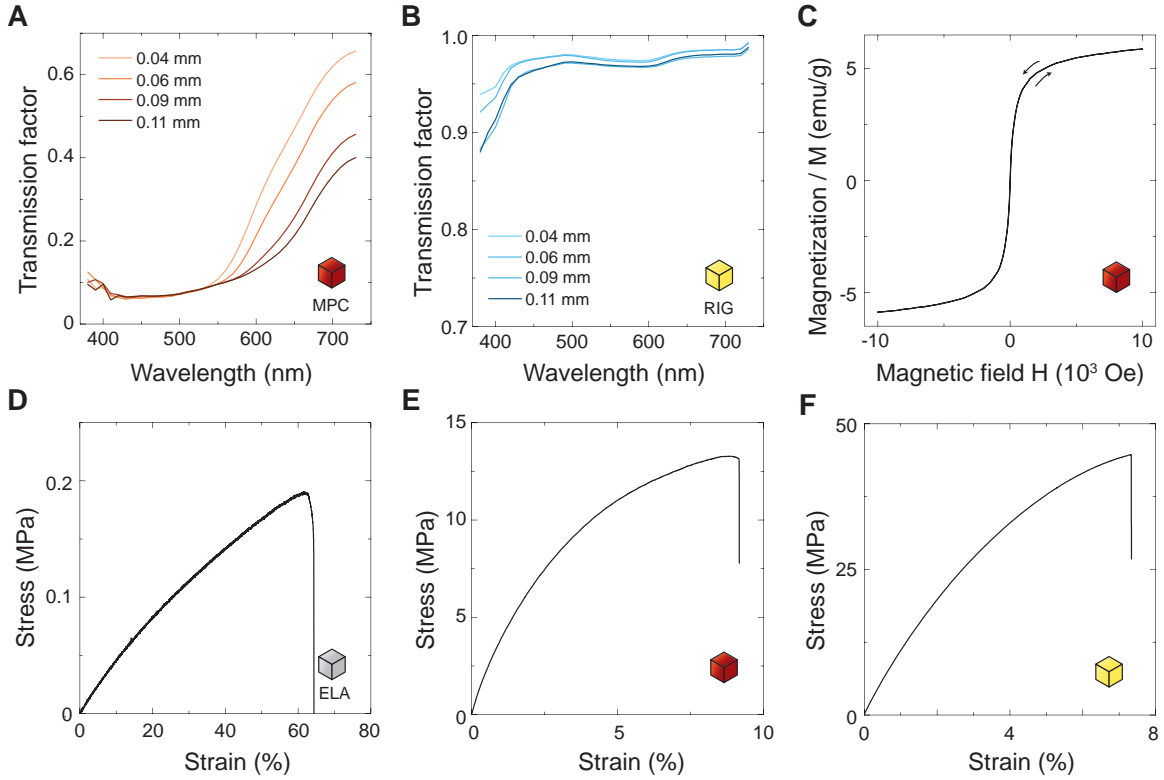 A
Transmission factor
0.6
0.4
0.2
0
0.04 mm
0.06 mm
0.09 mm
0.11 mm
MPC
400
500
600
700
Wavelength (nm)
B
Transmission factor
1.0
0.9
0.8
0.7
0.04 mm
0.06 mm
0.09 mm
0.11 mm
RIG
400
500
600
700
Wavelength (nm)
C
Magnetization / M (emu/g)
5
0
-5
-10
0
10
Magnetic field H (10³ Oe)
D
Stress (MPa)
0.2
0.1
0
ELA
0
20
40
60
80
Strain (%)
E
Stress (MPa)
15
10
5
0
0
5
10
Strain (%)
F
Stress (MPa)
50
25
0
0
2
4
6
8
Strain (%)